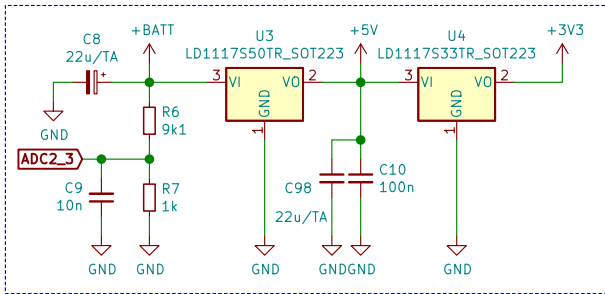 +BATT
U3
+5V
U4
+3V3
C8
22u/TA
LD1117S50TR_SOT223
LD1117S33TR_SOT223
+
3 VI VO 2
GND
1
3 VI VO 2
GND
1
GND
R6
9k1
ADC2_3
C9
10n
R7
1k
C98
22u/TA
C10
100n
GND
GND
GND
GND
GND
GND